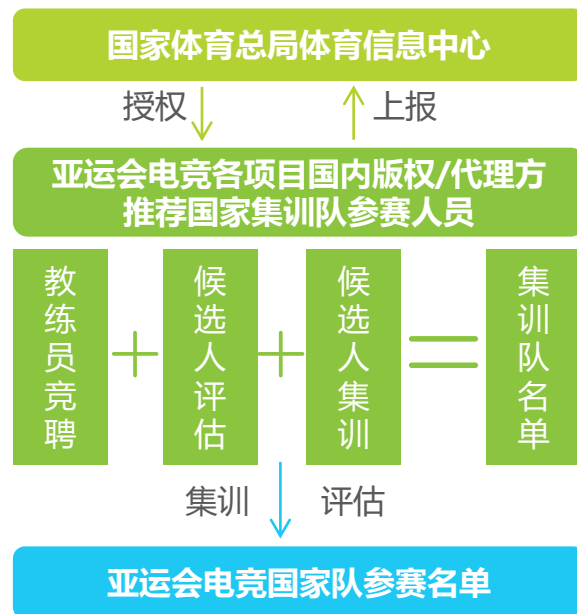 国家体育总局体育信息中心
授权
上报
亚运会电竞各项目国内版权/代理方
推荐国家集训队参赛人员
教练员竞聘
候选人评估
候选人集训
集训队名单
集训
评估
亚运会电竞国家队参赛名单